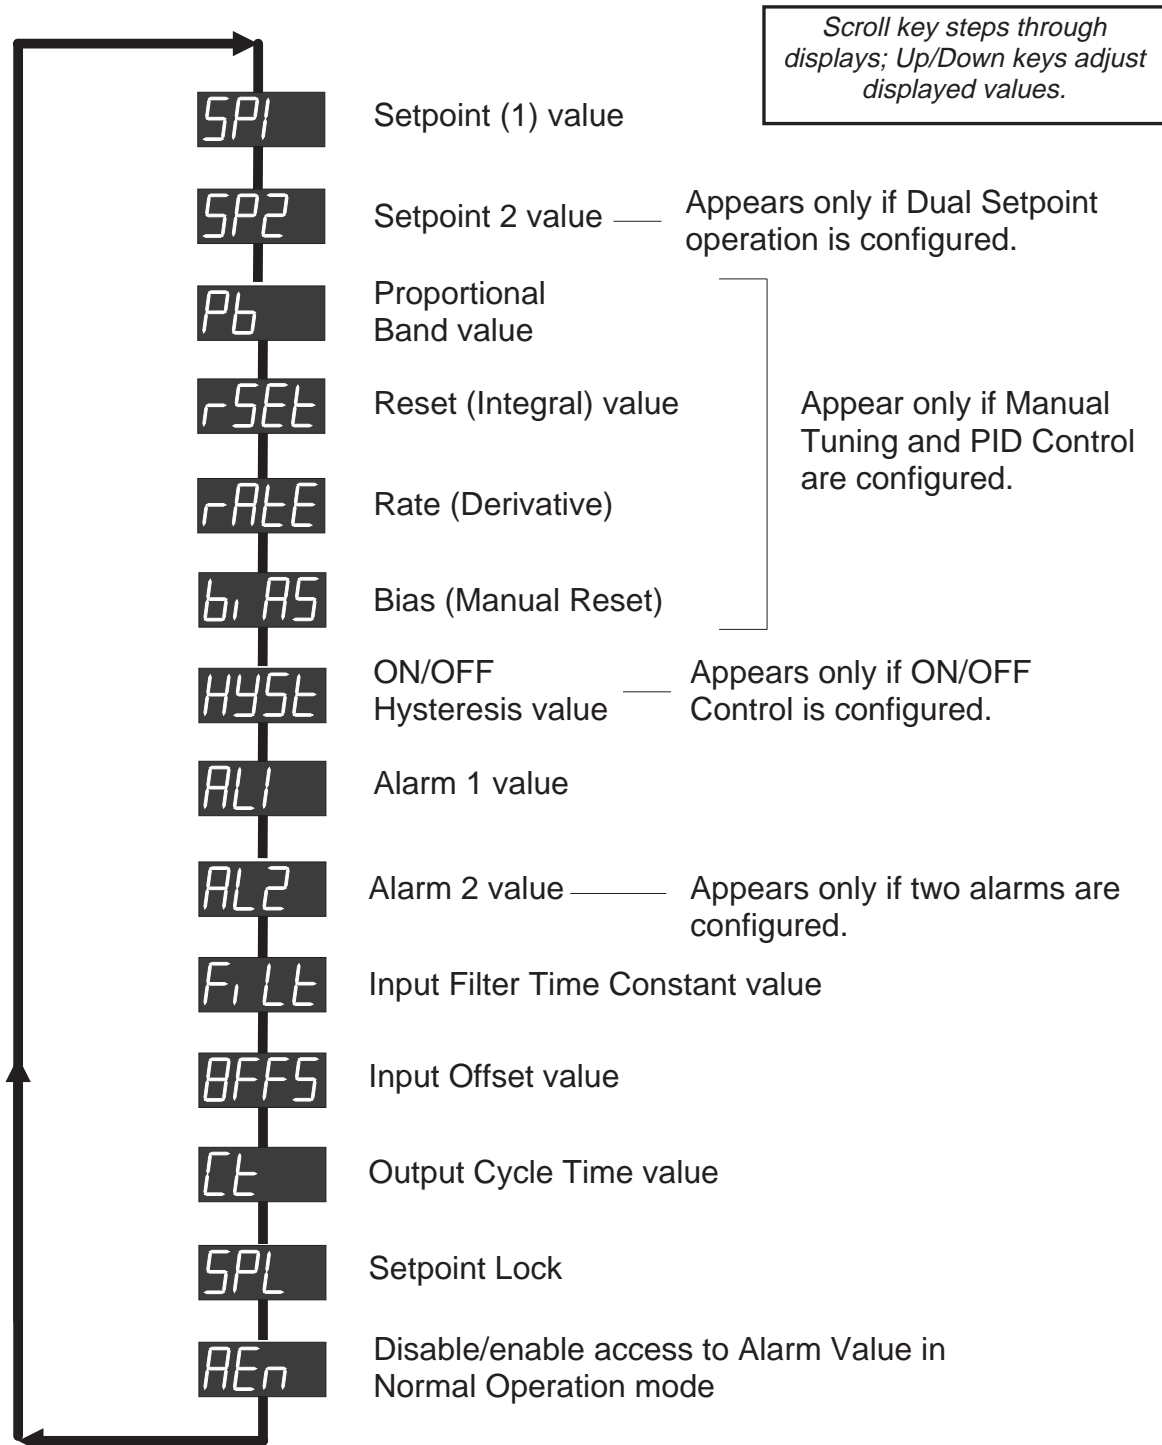 Scroll key steps through
displays; Up/Down keys adjust
displayed values.
SP1
Setpoint (1) value
SP2
Setpoint 2 value
Appears only if Dual Setpoint
operation is configured.
Pb
Proportional
Band value
rSEt
Reset (Integral) value
Appear only if Manual
Tuning and PID Control
are configured.
rAtE
Rate (Derivative)
biAS
Bias (Manual Reset)
HySt
ON/OFF
Hysteresis value
Appears only if ON/OFF
Control is configured.
AL1
Alarm 1 value
AL2
Alarm 2 value
Appears only if two alarms are
configured.
FiLt
Input Filter Time Constant value
0FFS
Input Offset value
Ct
Output Cycle Time value
SPL
Setpoint Lock
AEn
Disable/enable access to Alarm Value in
Normal Operation mode